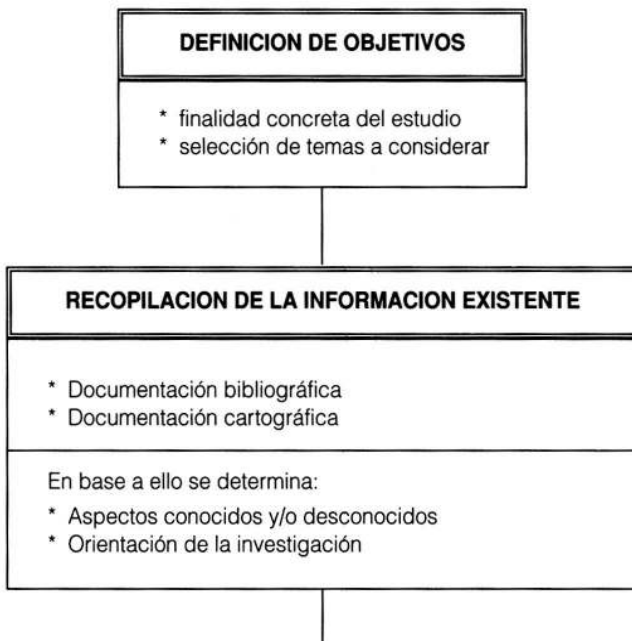 DEFINICION DE OBJETIVOS
* finalidad concreta del estudio
* selección de temas a considerar
RECOPILACION DE LA INFORMACION EXISTENTE
* Documentación bibliográfica
* Documentación cartográfica
En base a ello se determina:
* Aspectos conocidos y/o desconocidos
* Orientación de la investigación